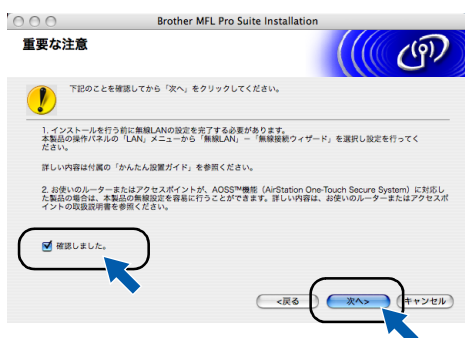 Brother MFL Pro Suite Installation
重要な注意
下記のことを確認してから「次へ」をクリックしてください。
1. インストールを行う前に無線LANの設定を完了する必要があります。
本製品の操作パネルの「LAN」メニューから「無線LAN」－「無線接続ウィザード」を選択し設定を行ってく
ださい。
詳しい内容は付属の「かんたん設置ガイド」を参照ください。
2. お使いのルーターまたはアクセスポイントが、AOSS™機能（AirStation One-Touch Secure System）に対応し
た製品の場合は、本製品の無線設定を容易に行うことができます。詳しい内容は、お使いのルーターまたはアクセスポ
イントの取扱説明書を参照ください。
確認しました。
<戻る 次へ> キャンセル